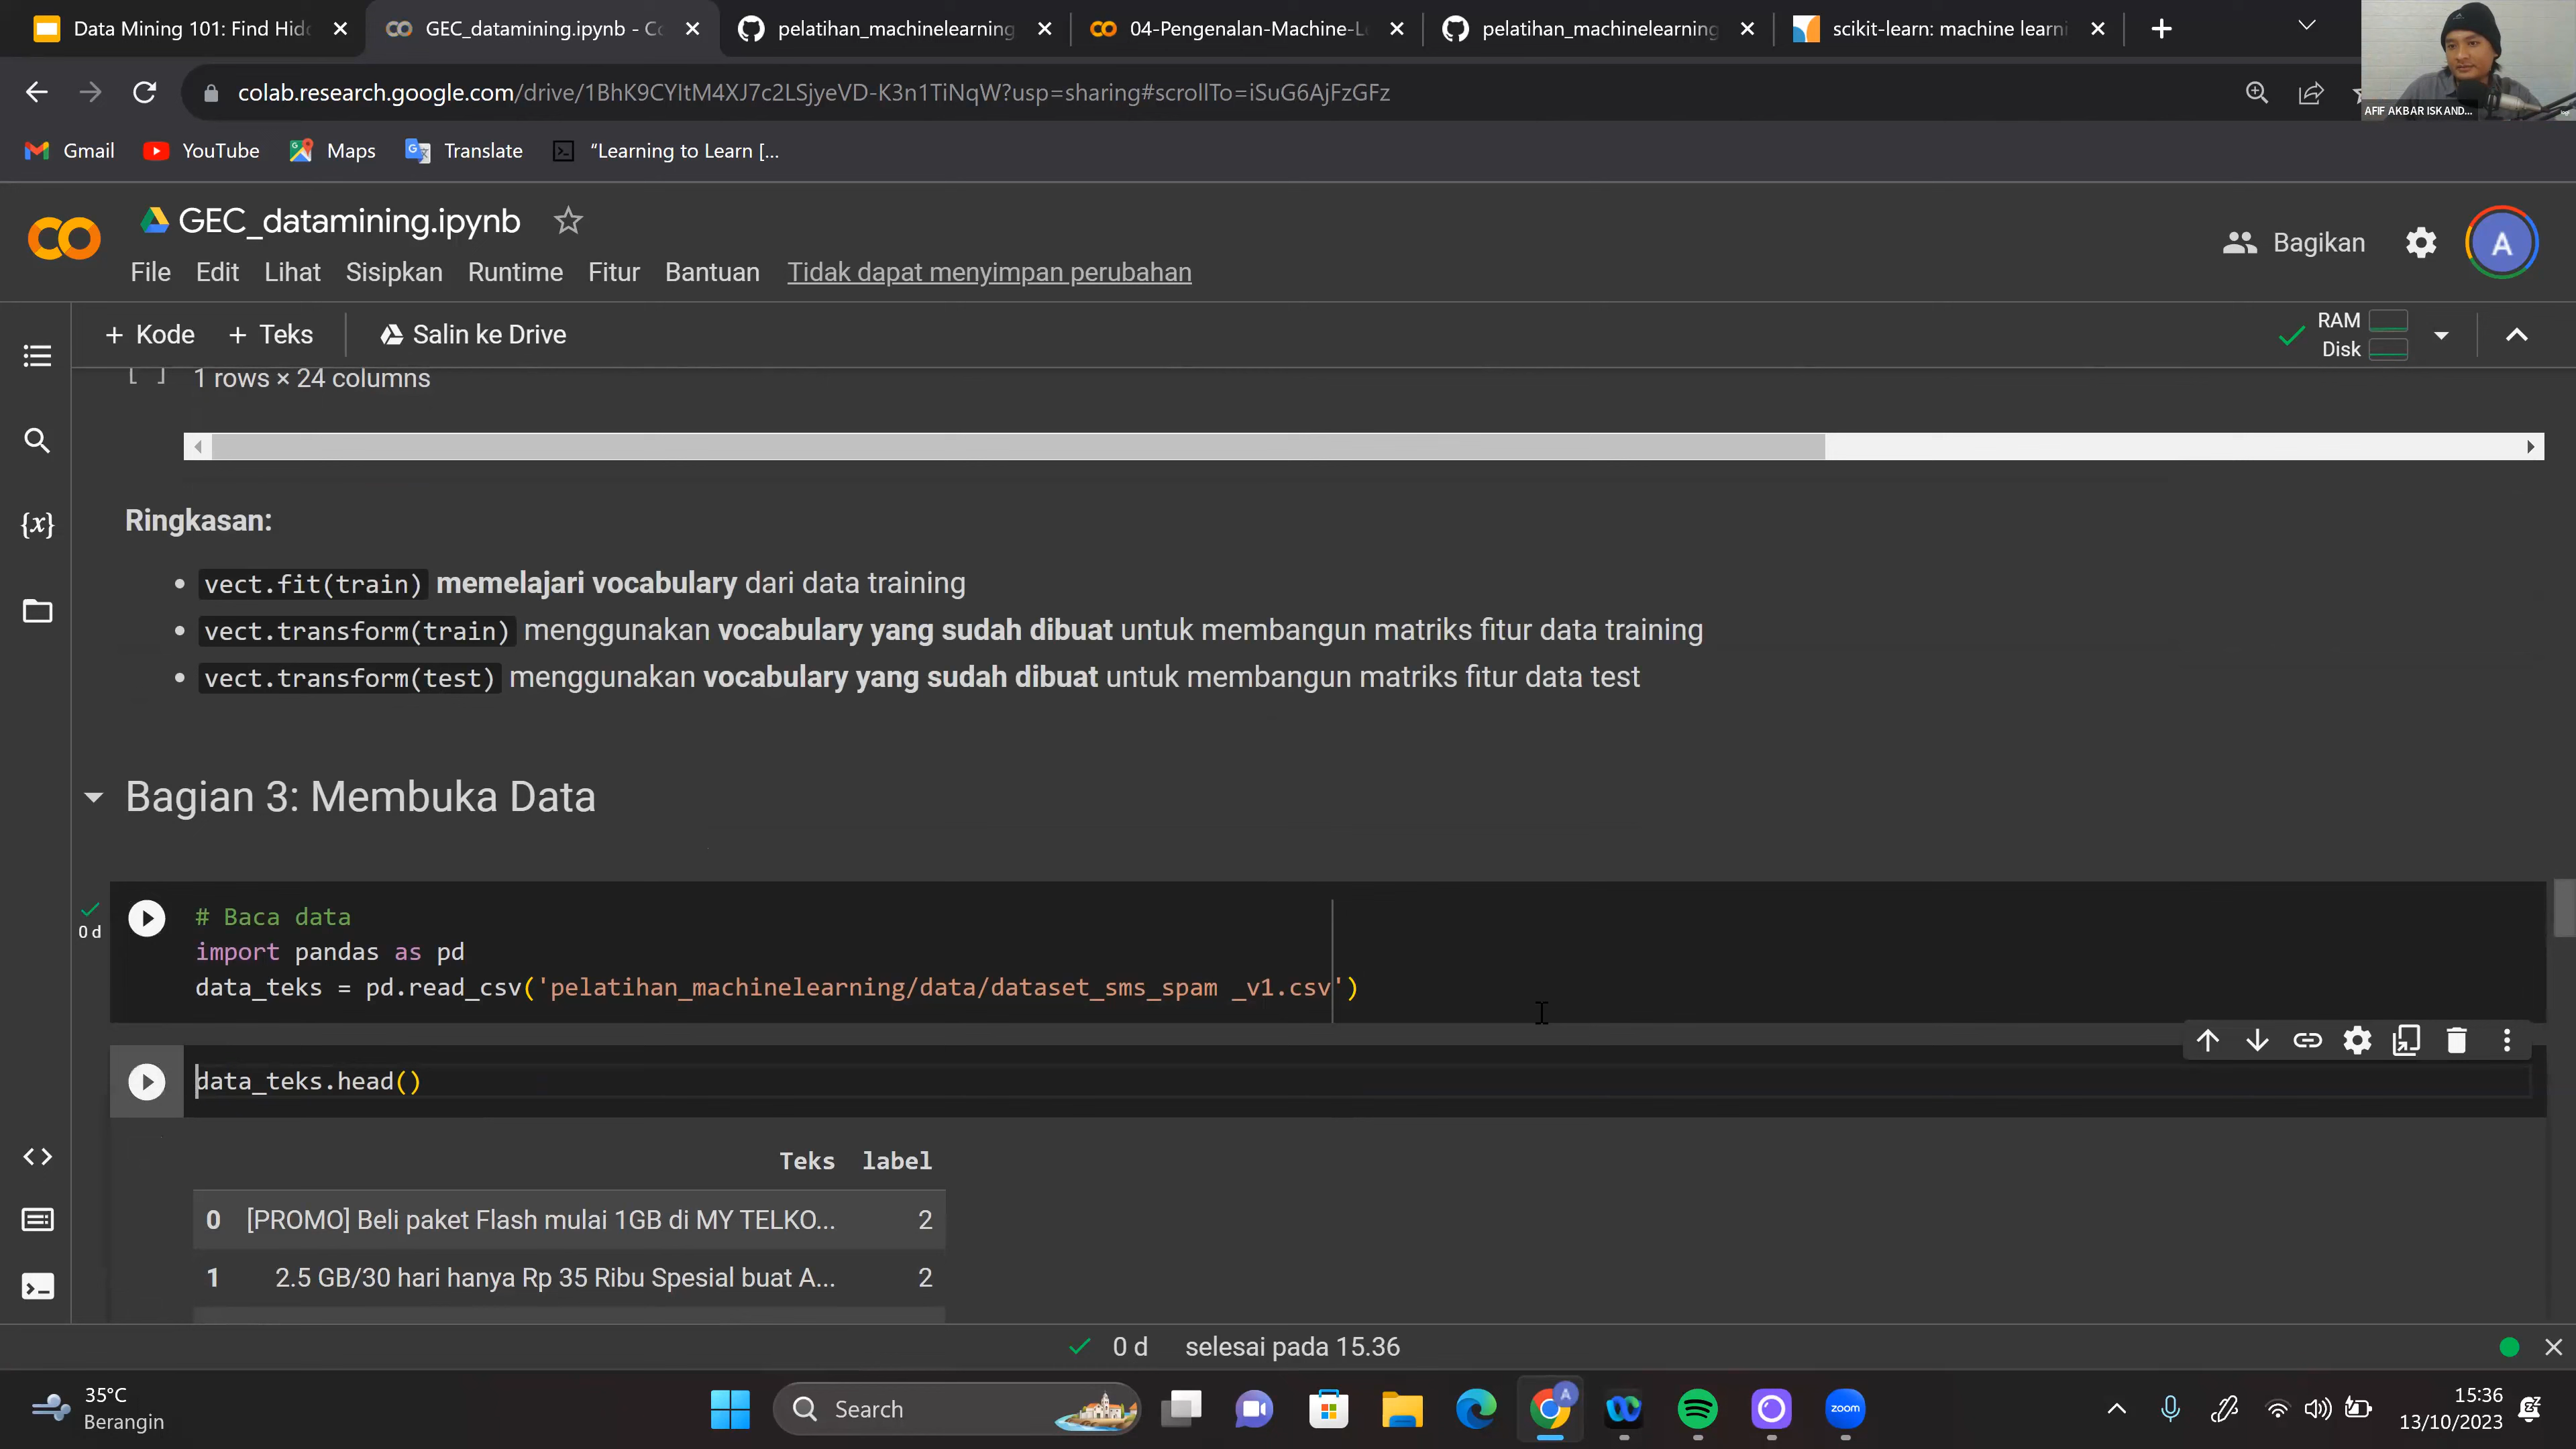 Data Mining 101: Find Hid
GEC_datamining.ipynb - Co
pelatihan_machinelearning
04-Pengenalan-Machine-L
pelatihan_machinelearning
scikit-learn: machine learni
colab.research.google.com/drive/1BhK9CYItM4XJ7c2LSjyeVD-K3n1TiNqW?usp=sharing#scrollTo=iSuG6AjFzGFz
AFIF AKBAR ISKAND...
Gmail
YouTube
Maps
Translate
“Learning to Learn [...
GEC_datamining.ipynb
Bagikan
A
File Edit Lihat Sisipkan Runtime Fitur Bantuan Tidak dapat menyimpan perubahan
+ Kode + Teks Salin ke Drive
RAM
Disk
[ ] 1 rows × 24 columns
Ringkasan:
• vect.fit(train) memelajari vocabulary dari data training
• vect.transform(train) menggunakan vocabulary yang sudah dibuat untuk membangun matriks fitur data training
• vect.transform(test) menggunakan vocabulary yang sudah dibuat untuk membangun matriks fitur data test
Bagian 3: Membuka Data
0 d
# Baca data
import pandas as pd
data_teks = pd.read_csv('pelatihan_machinelearning/data/dataset_sms_spam _v1.csv')
data_teks.head()
Teks label
0 [PROMO] Beli paket Flash mulai 1GB di MY TELKO... 2
1 2.5 GB/30 hari hanya Rp 35 Ribu Spesial buat A... 2
0 d selesai pada 15.36
35°C
Berangin
Search
zoom
15:36
13/10/2023